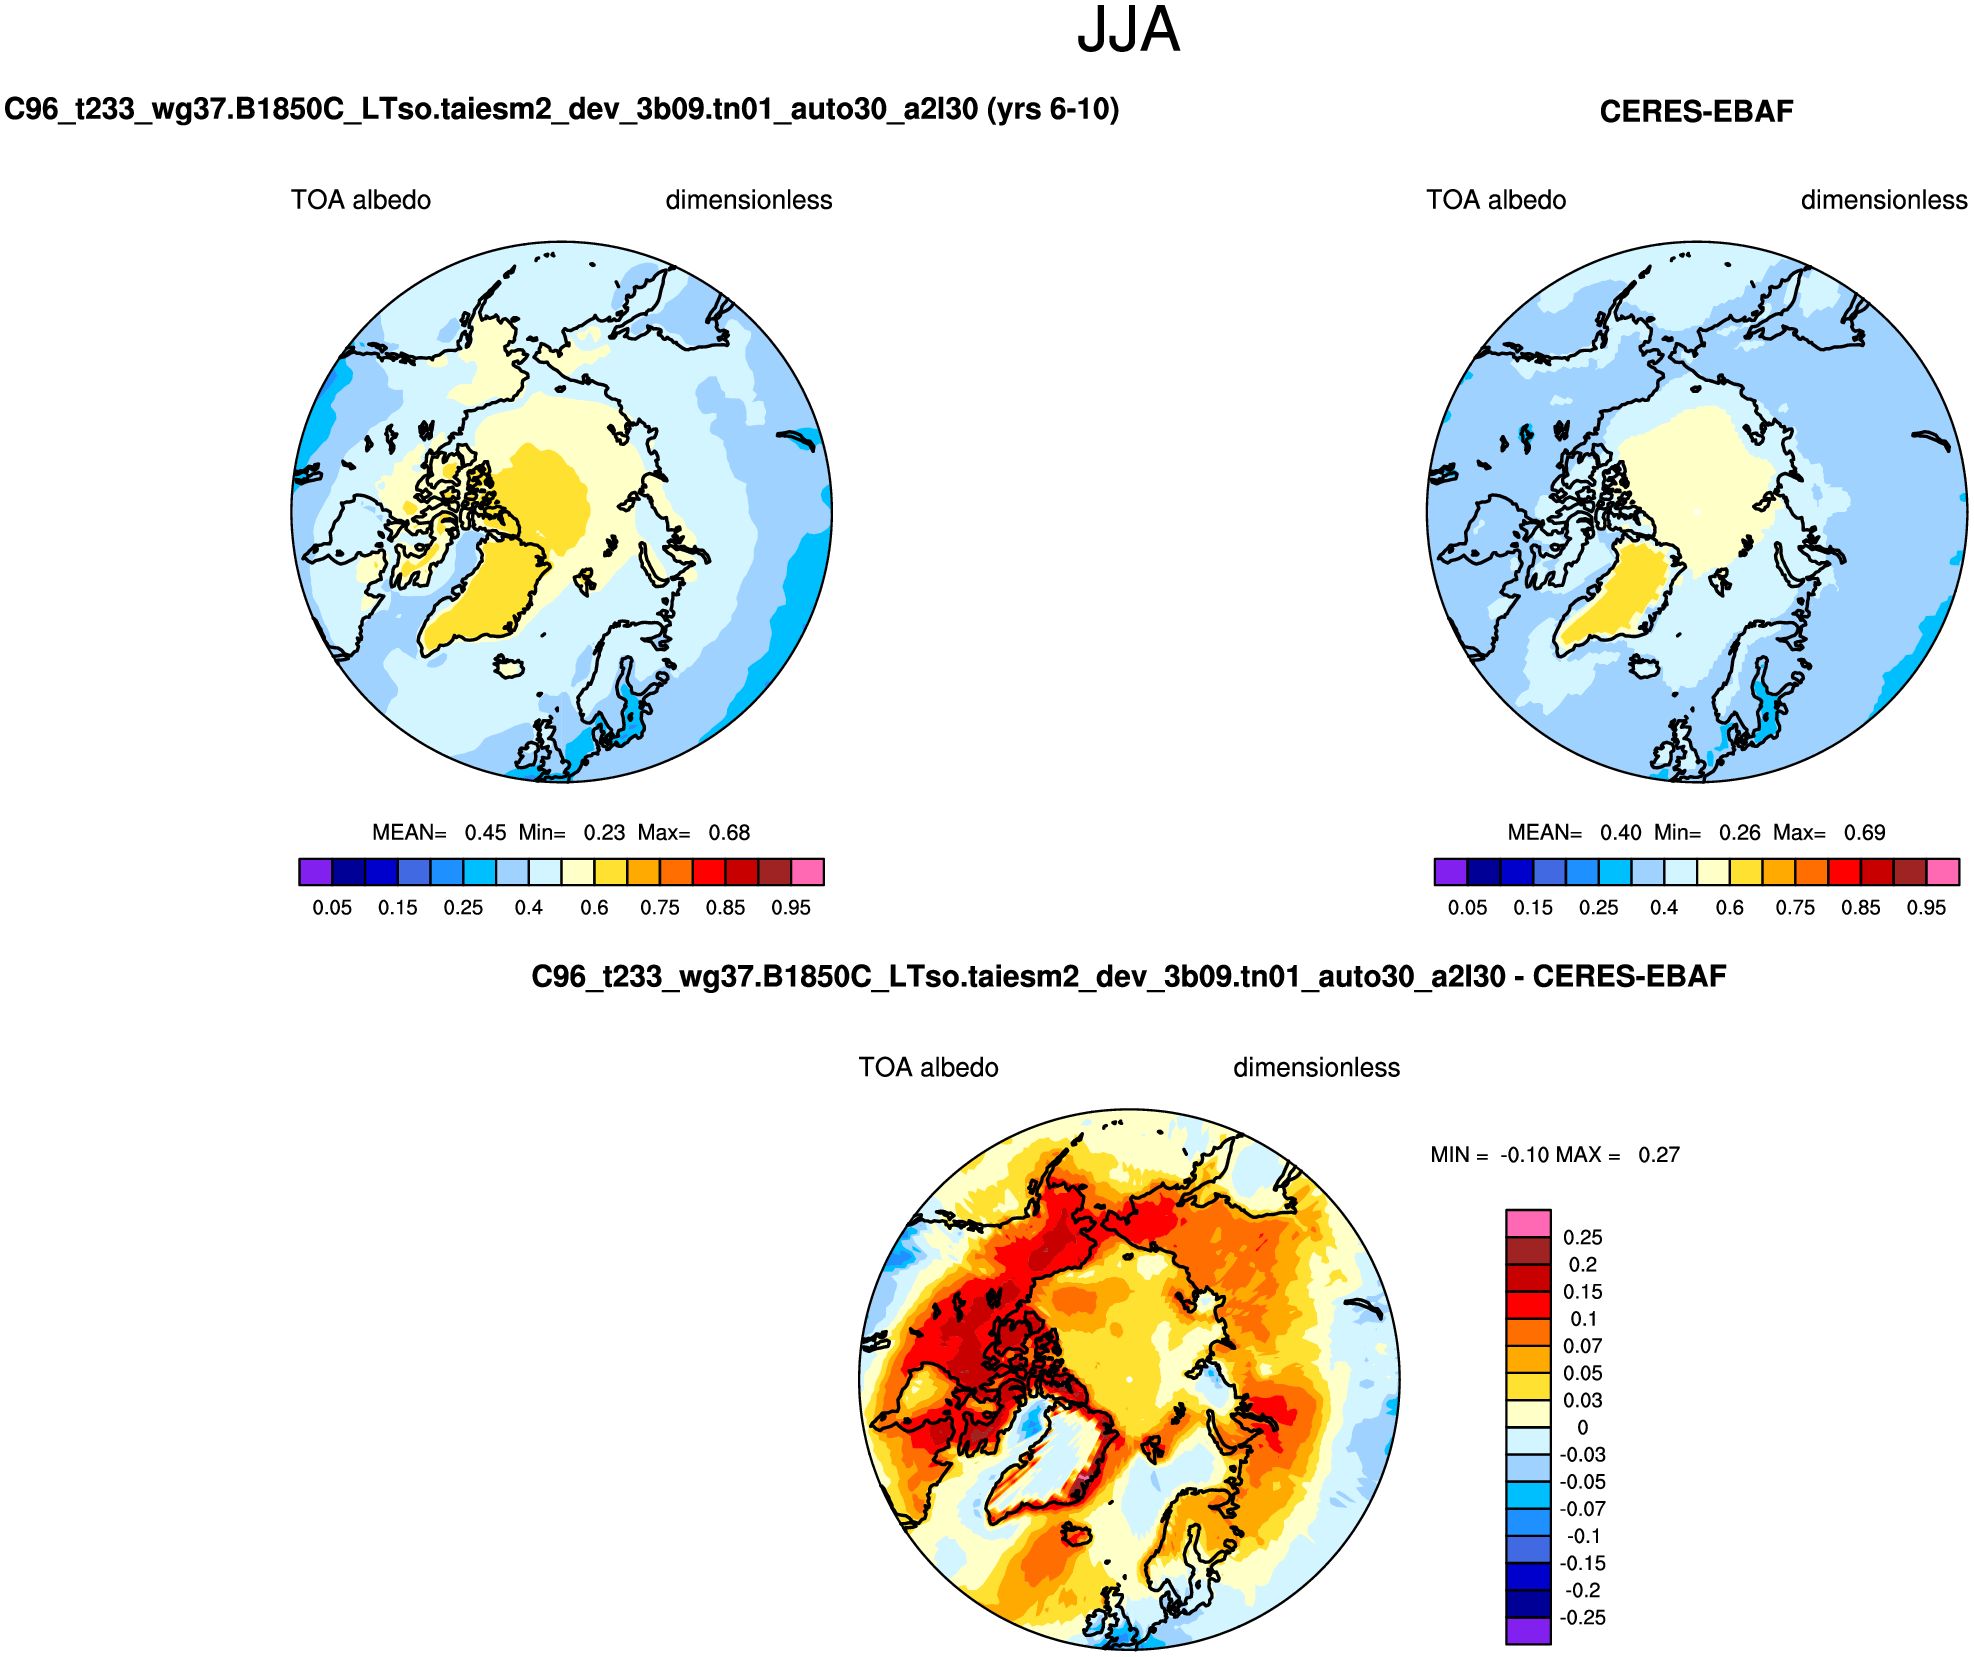 JJA
C96_t233_wg37.B1850C_LTso.taiesm2_dev_3b09.tn01_auto30_a2l30 (yrs 6-10)
CERES-EBAF
TOA albedo dimensionless
TOA albedo dimensionless
MEAN= 0.45 Min= 0.23 Max= 0.68
MEAN= 0.40 Min= 0.26 Max= 0.69
0.05 0.15 0.25 0.4 0.6 0.75 0.85 0.95
0.05 0.15 0.25 0.4 0.6 0.75 0.85 0.95
C96_t233_wg37.B1850C_LTso.taiesm2_dev_3b09.tn01_auto30_a2l30 - CERES-EBAF
TOA albedo dimensionless
MIN = -0.10 MAX = 0.27
0.25
0.2
0.15
0.1
0.07
0.05
0.03
0
-0.03
-0.05
-0.07
-0.1
-0.15
-0.2
-0.25